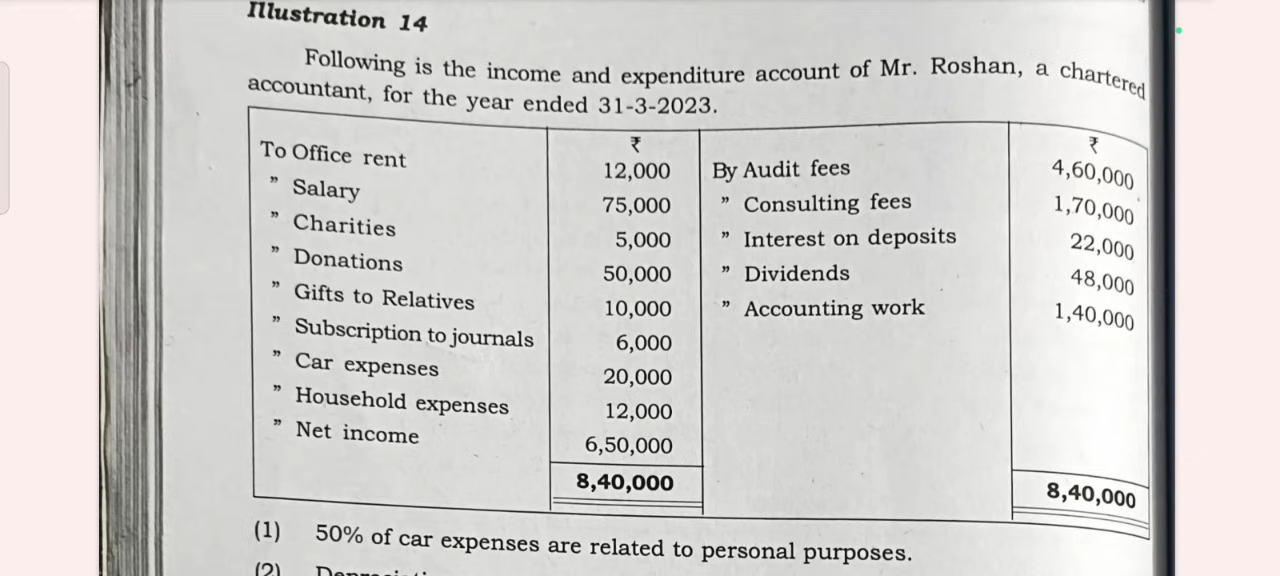 Illustration 14
Following is the income and expenditure account of Mr. Roshan, a chartered
accountant, for the year ended 31-3-2023.
₹ ₹
To Office rent 12,000 By Audit fees 4,60,000
” Salary 75,000 ” Consulting fees 1,70,000
” Charities 5,000 ” Interest on deposits 22,000
” Donations 50,000 ” Dividends 48,000
” Gifts to Relatives 10,000 ” Accounting work 1,40,000
” Subscription to journals 6,000
” Car expenses 20,000
” Household expenses 12,000
” Net income 6,50,000
8,40,000 8,40,000
(1) 50% of car expenses are related to personal purposes.
(2)